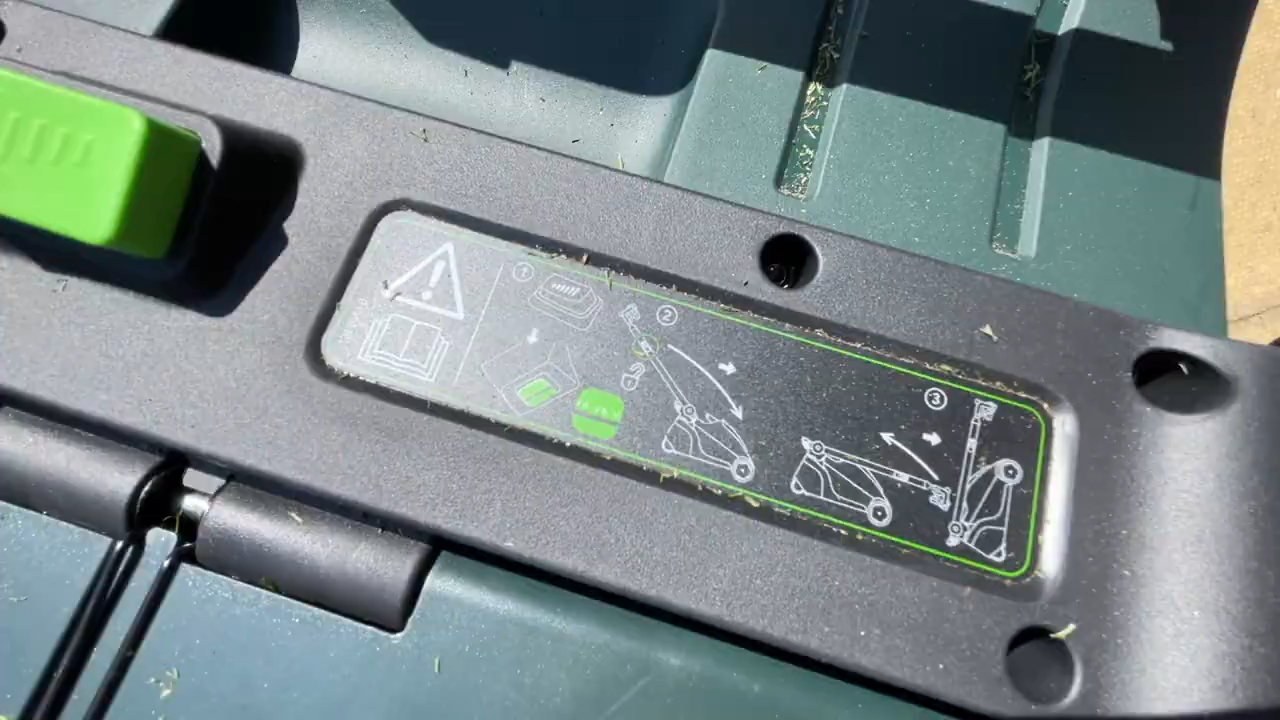 ①
②
③